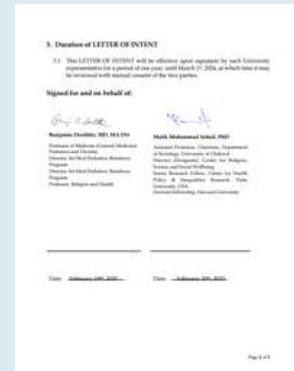 3. Duration of LETTER OF INTENT
3.1 This LETTER OF INTENT will be effective upon signature by each University
representative for a period of one year, until March 31, 2026, at which time it may
be reviewed with mutual consent of the two parties.
Signed for and on behalf of:
Benjamin Doolittle, MD, MA Div
Professor of Medicine (General Medicine)
Pediatrics and Divinity
Director, Int Med Pediatrics Residency
Program
Director, Int Med Pediatrics Residency
Program
Professor, Religion and Health
Malik Muhammad Sohail, PhD
Assistant Professor, Chairman, Department
of Sociology, University of Chakwal
Director (Designate), Center for Religion,
Science and Social Wellbeing
Senior Research Fellow, Center for Health
Policy & Inequalities Research, Duke
University, USA
Doctoral fellowship, Harvard University
Date:
Date:
Page